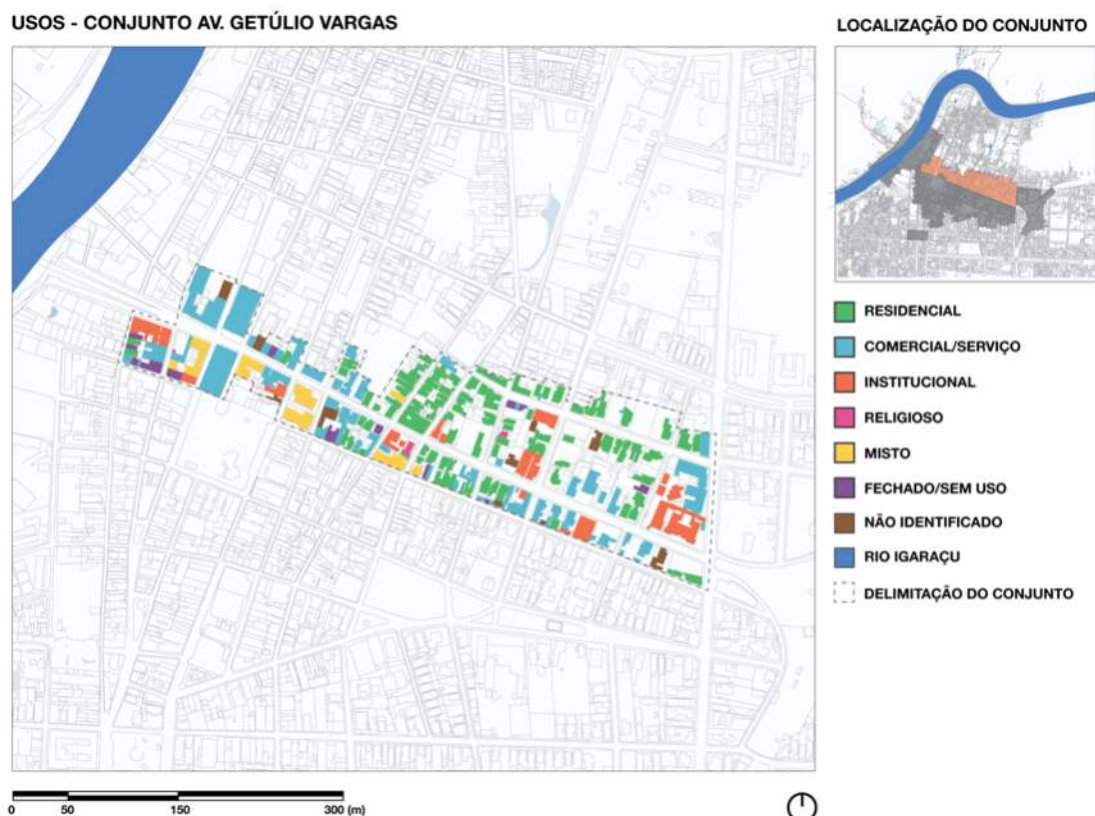 USOS - CONJUNTO AV. GETÚLIO VARGAS
LOCALIZAÇÃO DO CONJUNTO
RESIDENCIAL
COMERCIAL/SERVIÇO
INSTITUCIONAL
RELIGIOSO
MISTO
FECHADO/SEM USO
NÃO IDENTIFICADO
RIO IGARAÇU
DELIMITAÇÃO DO CONJUNTO
0 50 150 300 (m)